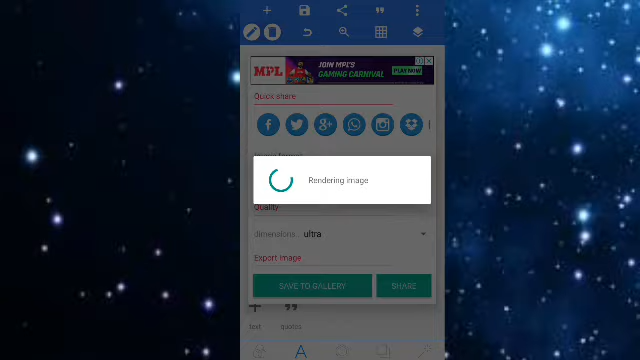 MPL
JOIN MPL'S
GAMING CARNIVAL
PLAY NOW
Quick share
Rendering image
Quality
dimensions
ultra
Export Image
SAVE TO GALLERY
SHARE
text
quotes